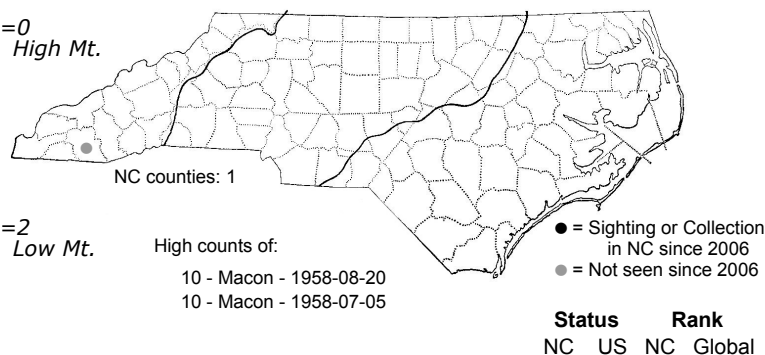 =0
High Mt.
NC counties: 1
=2
Low Mt.
High counts of:
10 - Macon - 1958-08-20
10 - Macon - 1958-07-05
● = Sighting or Collection
in NC since 2006
● = Not seen since 2006
Status Rank
NC US NC Global